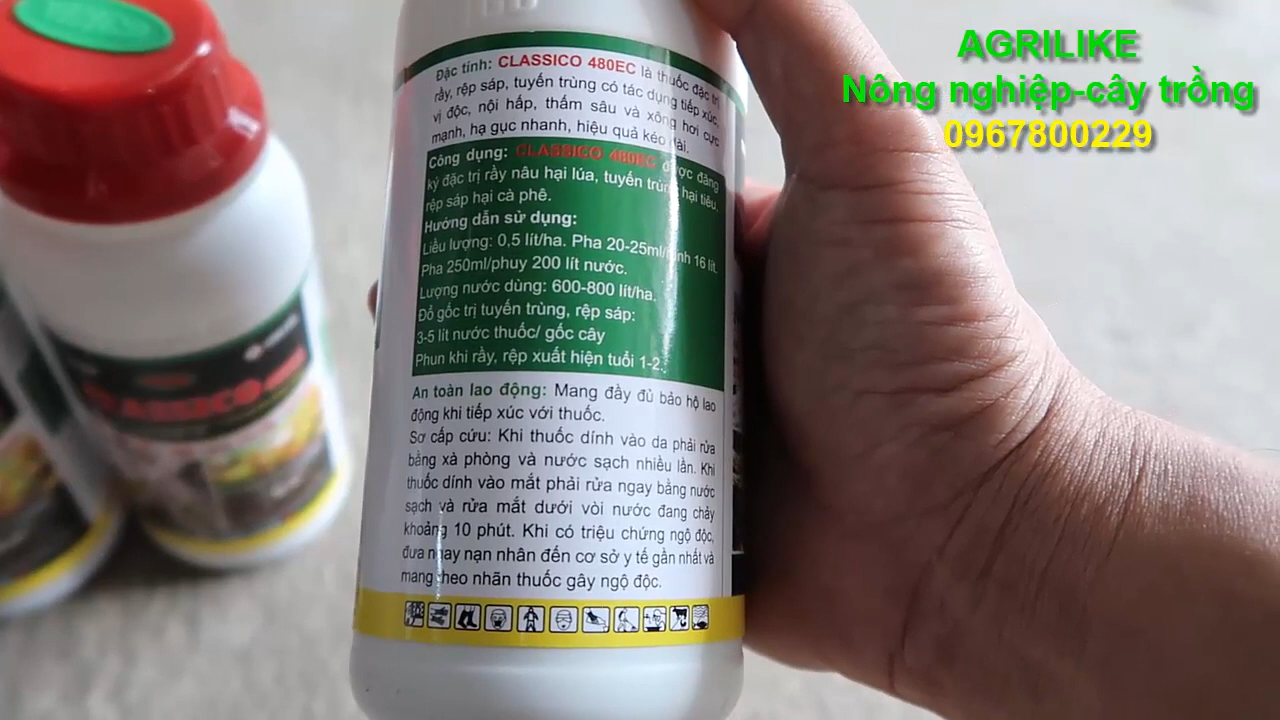 AGRILIKE
Nông nghiệp-cây trồng
0967800229
Đặc tính: CLASSICO 480EC là thuốc đặc trị
rầy, rệp sáp, tuyến trùng có tác dụng tiếp xúc,
vị độc, nội hấp, thấm sâu và xông hơi cực
mạnh, hạ gục nhanh, hiệu quả kéo dài.
Công dụng: CLASSICO 480EC được đăng
ký đặc trị rầy nâu hại lúa, tuyến trùng hại tiêu,
rệp sáp hại cà phê.
Hướng dẫn sử dụng:
Liều lượng: 0,5 lít/ha. Pha 20-25ml/bình 16 lít.
Pha 250ml/phuy 200 lít nước.
Lượng nước dùng: 600-800 lít/ha.
Đổ gốc trị tuyến trùng, rệp sáp:
3-5 lít nước thuốc/ gốc cây
Phun khi rầy, rệp xuất hiện tuổi 1-2.
An toàn lao động: Mang đầy đủ bảo hộ lao
động khi tiếp xúc với thuốc.
Sơ cấp cứu: Khi thuốc dính vào da phải rửa
bằng xà phòng và nước sạch nhiều lần. Khi
thuốc dính vào mắt phải rửa ngay bằng nước
sạch và rửa mắt dưới vòi nước đang chảy
khoảng 10 phút. Khi có triệu chứng ngộ độc,
đưa ngay nạn nhân đến cơ sở y tế gần nhất và
mang theo nhãn thuốc gây ngộ độc.